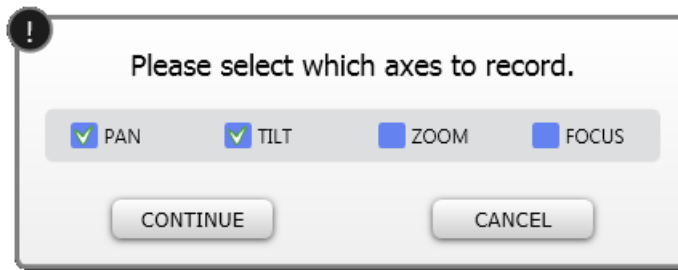 !
Please select which axes to record.
PAN TILT ZOOM FOCUS
CONTINUE CANCEL